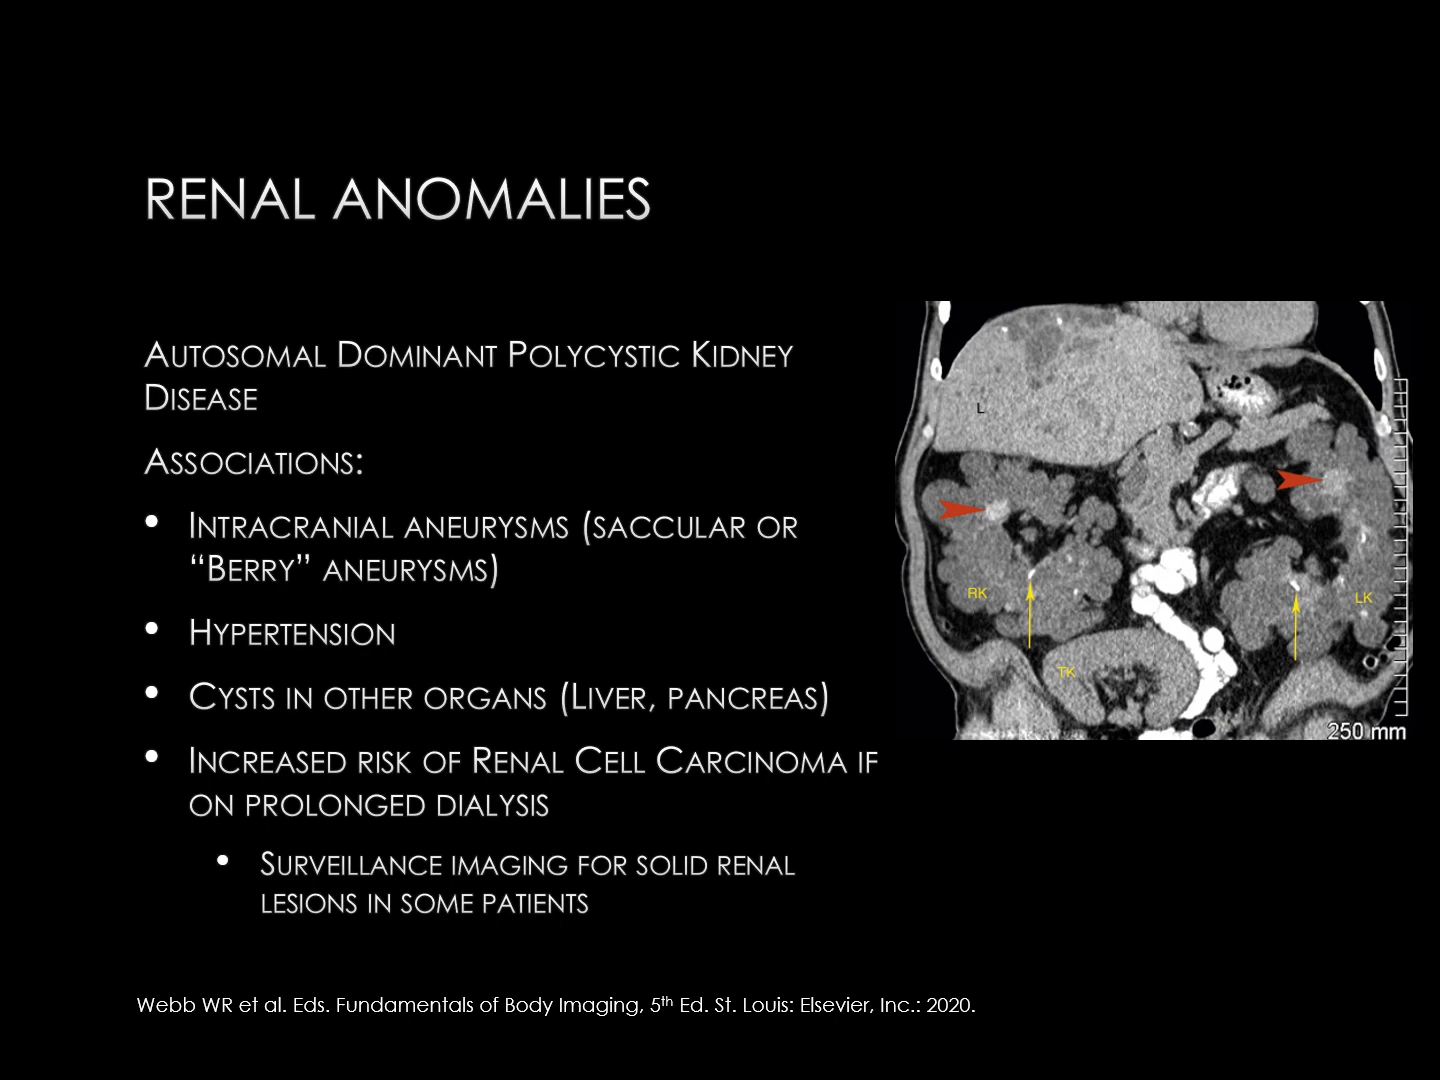 RENAL ANOMALIES
AUTOSOMAL DOMINANT POLYCYSTIC KIDNEY
DISEASE
ASSOCIATIONS:
• INTRACRANIAL ANEURYSMS (SACCULAR OR
“BERRY” ANEURYSMS)
• HYPERTENSION
• CYSTS IN OTHER ORGANS (LIVER, PANCREAS)
• INCREASED RISK OF RENAL CELL CARCINOMA IF
ON PROLONGED DIALYSIS
• SURVEILLANCE IMAGING FOR SOLID RENAL
LESIONS IN SOME PATIENTS
L
RK
LK
TK
250 mm
Webb WR et al. Eds. Fundamentals of Body Imaging, 5th Ed. St. Louis: Elsevier, Inc.: 2020.